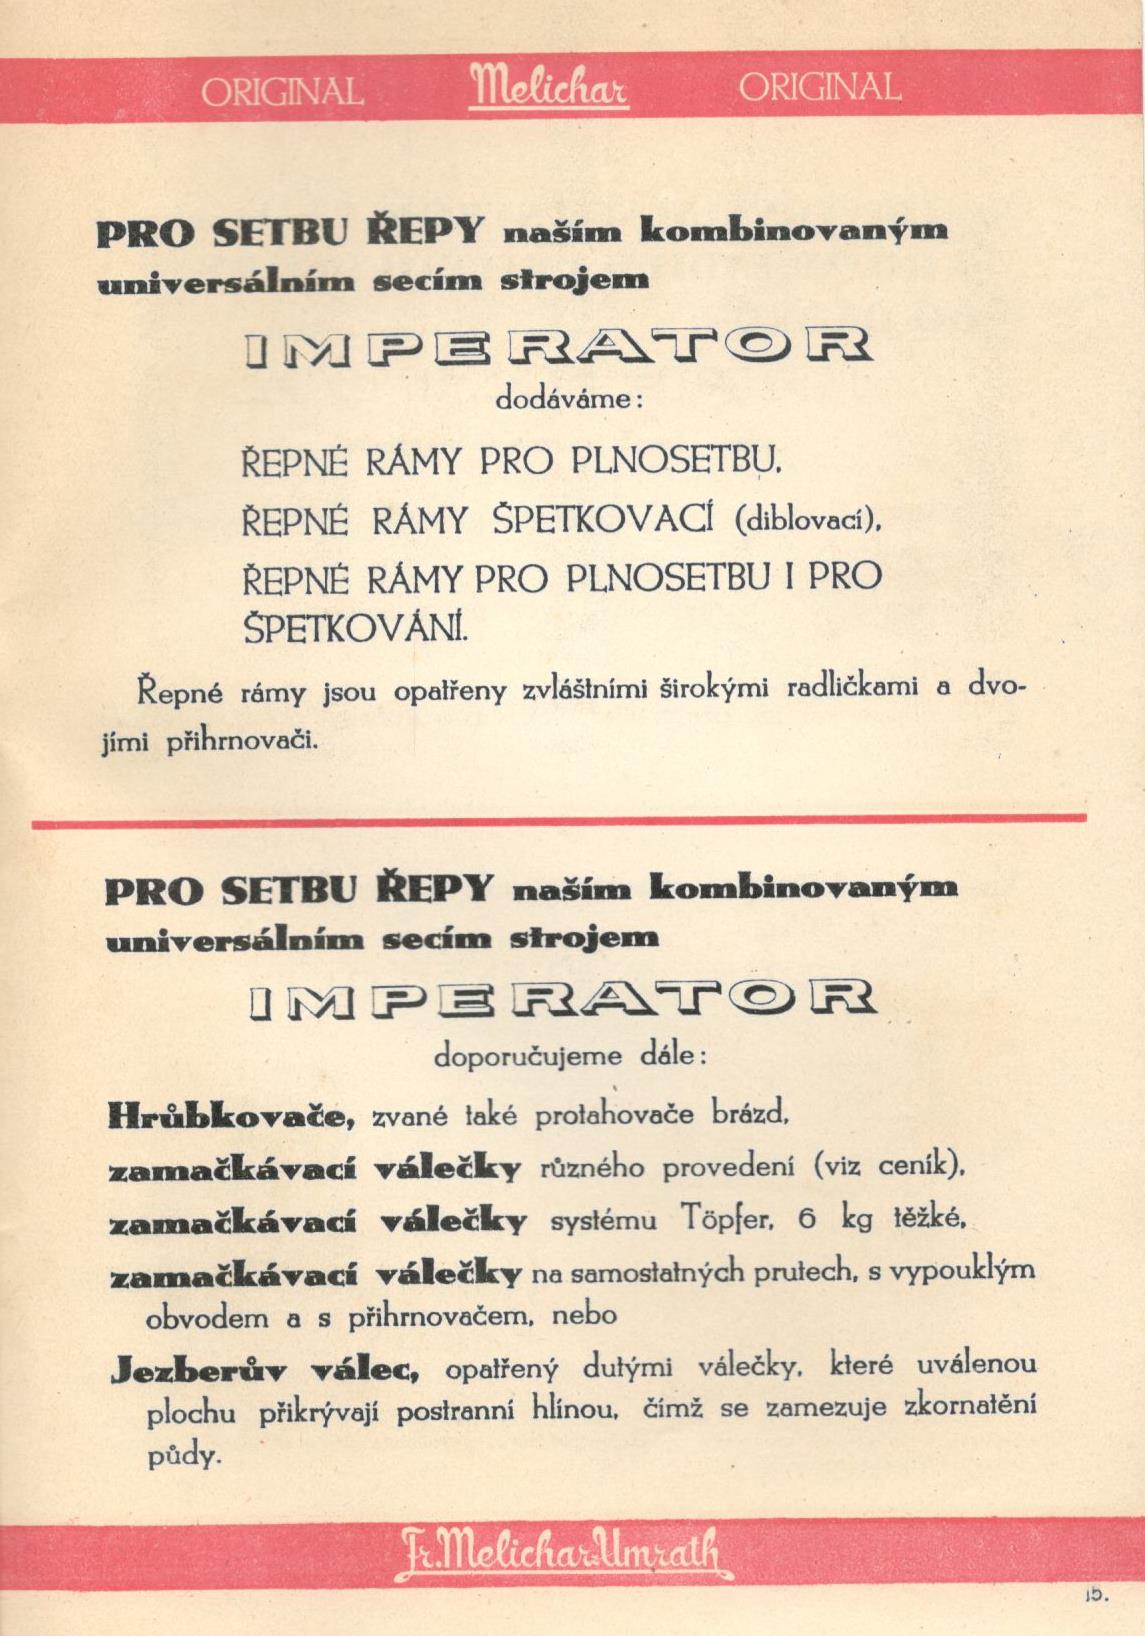 ORIGINAL Melichar ORIGINAL
PRO SETBU ŘEPY naším kombinovaným
universálním secím strojem
IMPERATOR
dodáváme:
ŘEPNÉ RÁMY PRO PLNOSETBU,
ŘEPNÉ RÁMY ŠPETKOVACÍ (diblovací),
ŘEPNÉ RÁMY PRO PLNOSETBU I PRO
ŠPETKOVÁNÍ.
Řepné rámy jsou opatřeny zvláštními širokými radličkami a dvo-
jími přihrnovači.
PRO SETBU ŘEPY naším kombinovaným
universálním secím strojem
IMPERATOR
doporučujeme dále:
Hrůbkovače, zvané také protahovače brázd,
zamačkávací válečky různého provedení (viz ceník),
zamačkávací válečky systému Töpfer, 6 kg těžké,
zamačkávací válečky na samostatných prutech, s vypouklým
obvodem a s přihrnovačem, nebo
Jezberův válec, opatřený dutými válečky, které uválenou
plochu přikrývají postranní hlínou, čímž se zamezuje zkornatění
půdy.
Fr. Melichar-Umrath
15.